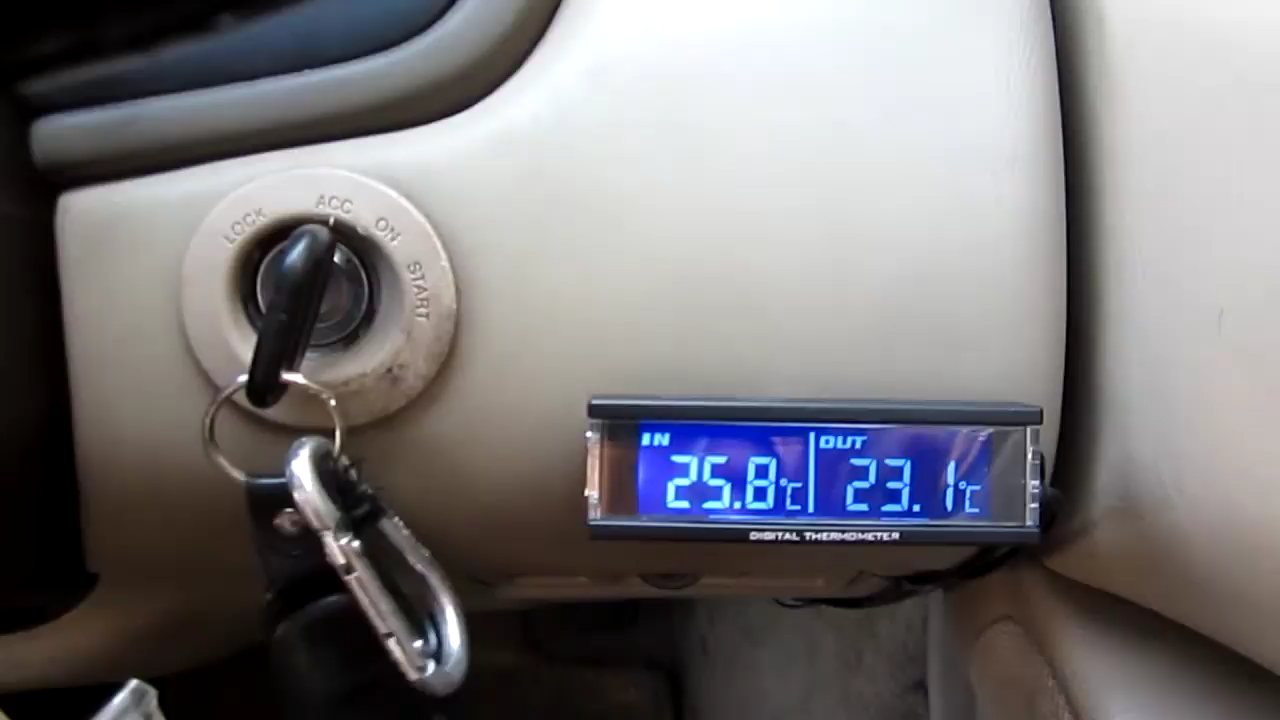 LOCK
ACC
ON
START
IN
25.8°C
OUT
23.1°C
DIGITAL THERMOMETER